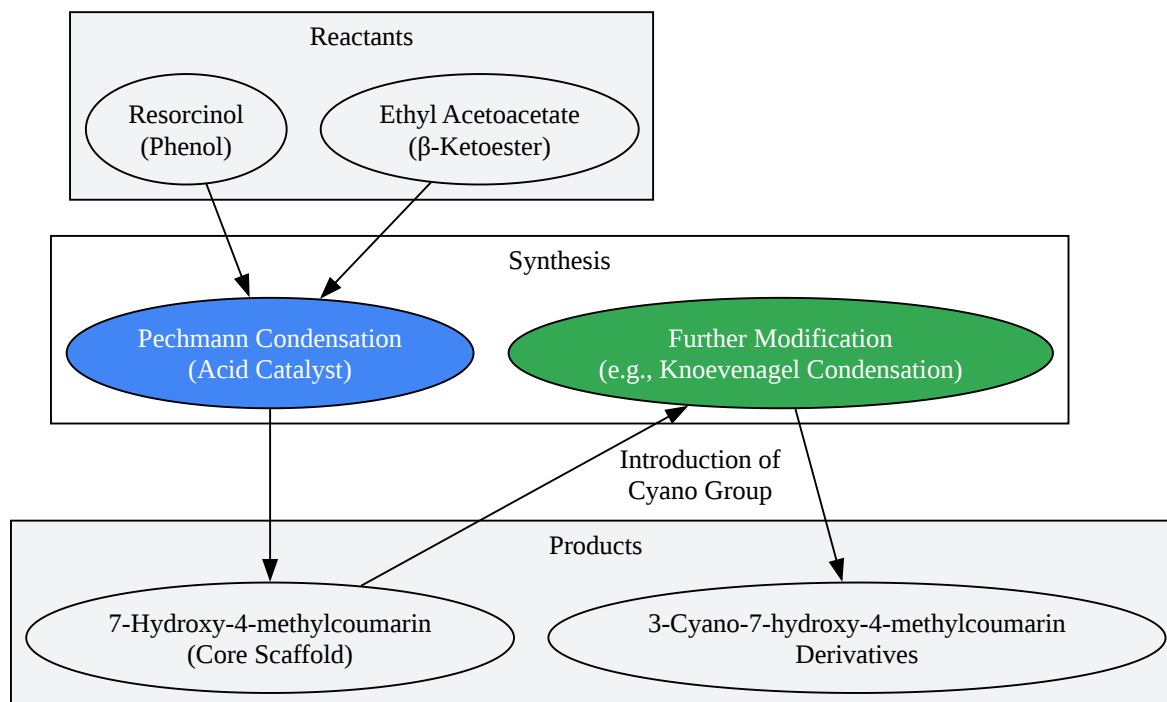 Reactants
Resorcinol
(Phenol)
Ethyl Acetoacetate
(β-Ketoester)
Synthesis
Pechmann Condensation
(Acid Catalyst)
Further Modification
(e.g., Knoevenagel Condensation)
Introduction of
Cyano Group
Products
7-Hydroxy-4-methylcoumarin
(Core Scaffold)
3-Cyano-7-hydroxy-4-methylcoumarin
Derivatives